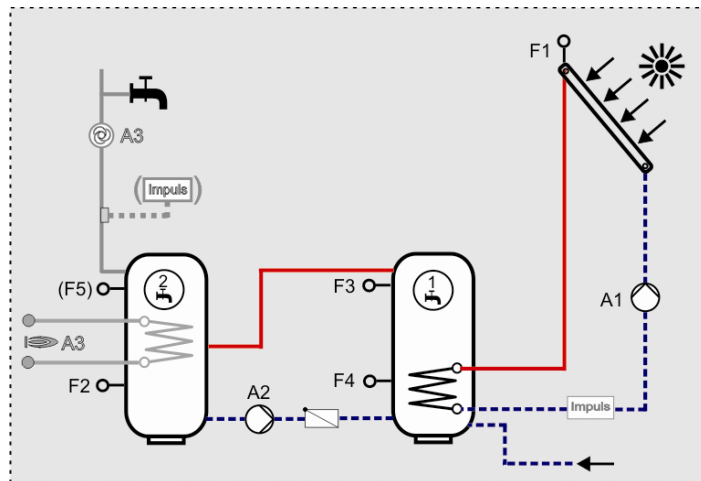 F1
A3
(Impuls)
(F5)
2
F3
1
A1
A3
F2
A2
F4
Impuls